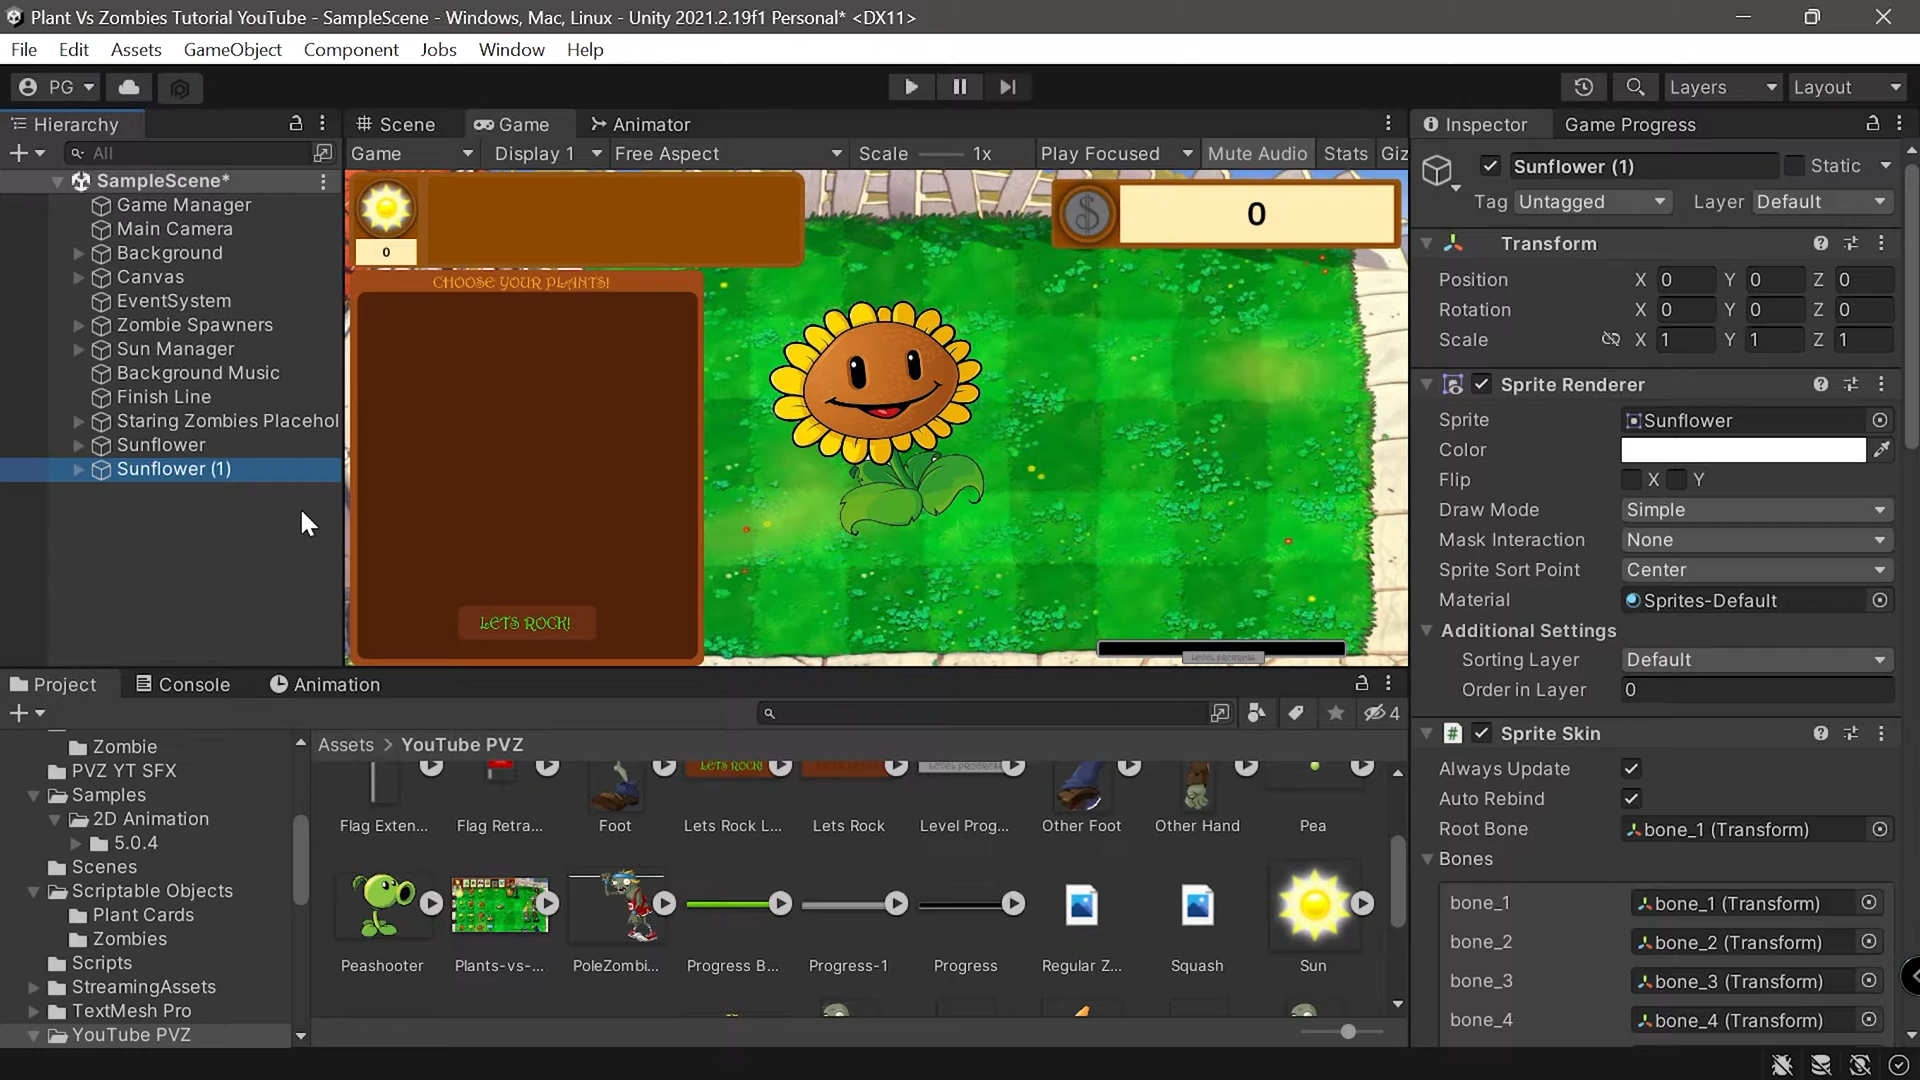 Plant Vs Zombies Tutorial YouTube - SampleScene - Windows, Mac, Linux - Unity 2021.2.19f1 Personal* <DX11>
File Edit Assets GameObject Component Jobs Window Help
PG Layers Layout
Hierarchy
All
SampleScene*
Game Manager
Main Camera
Background
Canvas
EventSystem
Zombie Spawners
Sun Manager
Background Music
Finish Line
Staring Zombies Placehol
Sunflower
Sunflower (1)
Scene Game Animator
Game Display 1 Free Aspect Scale 1x Play Focused Mute Audio Stats Giz
0
0
CHOOSE YOUR PLANTS!
LETS ROCK!
LEVEL PROGRESS
Inspector Game Progress
Sunflower (1) Static
Tag Untagged Layer Default
Transform
Position X 0 Y 0 Z 0
Rotation X 0 Y 0 Z 0
Scale X 1 Y 1 Z 1
Sprite Renderer
Sprite Sunflower
Color
Flip X Y
Draw Mode Simple
Mask Interaction None
Sprite Sort Point Center
Material Sprites-Default
Additional Settings
Sorting Layer Default
Order in Layer 0
Sprite Skin
Always Update
Auto Rebind
Root Bone bone_1 (Transform)
Bones
bone_1 bone_1 (Transform)
bone_2 bone_2 (Transform)
bone_3 bone_3 (Transform)
bone_4 bone_4 (Transform)
Project Console Animation
4
Zombie
PVZ YT SFX
Samples
2D Animation
5.0.4
Scenes
Scriptable Objects
Plant Cards
Zombies
Scripts
StreamingAssets
TextMesh Pro
YouTube PVZ
Assets > YouTube PVZ
LETS ROCK!
LEVEL PROGRESS
Flag Exten... Flag Retra... Foot Lets Rock L... Lets Rock Level Prog... Other Foot Other Hand Pea
Peashooter Plants-vs-... PoleZombi... Progress B... Progress-1 Progress Regular Z... Squash Sun